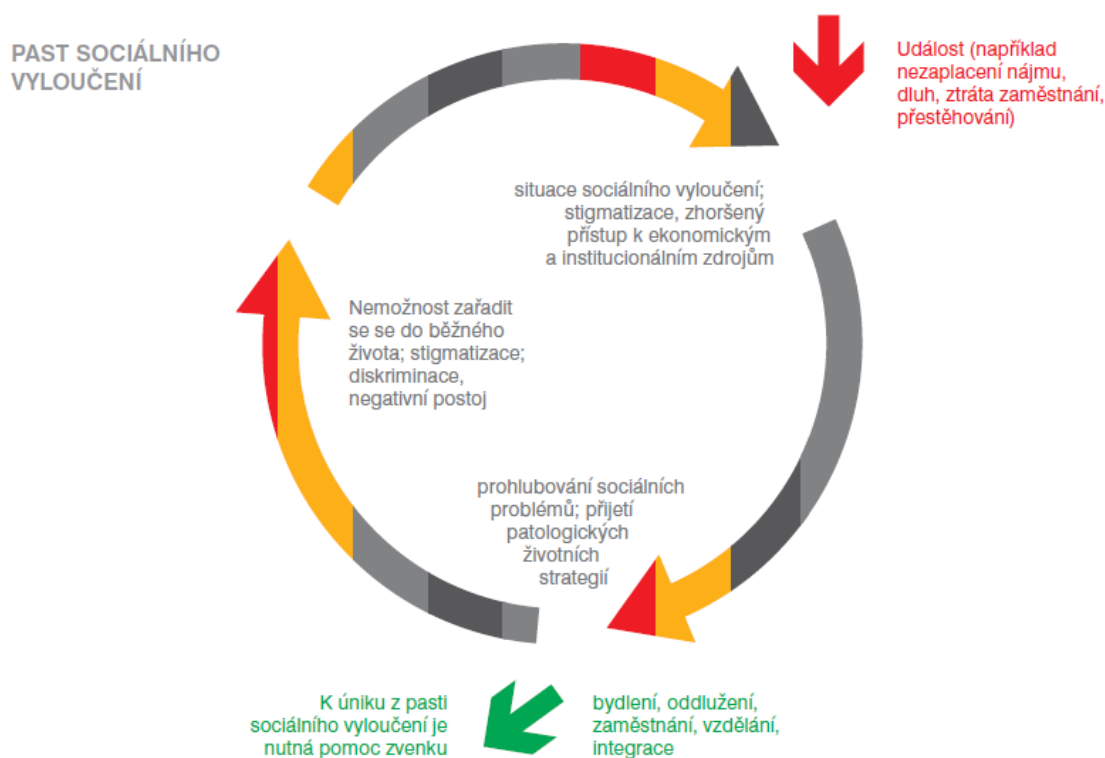 PAST SOCIÁLNÍHO
VYLOUČENÍ
Událost (například
nezaplacení nájmu,
dluh, ztráta zaměstnání,
přestěhování)
situace sociálního vyloučení;
stigmatizace, zhoršený
přístup k ekonomickým
a institucionálním zdrojům
Nemožnost zařadit
se se do běžného
života; stigmatizace;
diskriminace,
negativní postoj
prohlubování sociálních
problémů; přijetí
patologických
životních
strategií
K úniku z pasti
sociálního vyloučení je
nutná pomoc zvenku
bydlení, oddlužení,
zaměstnání, vzdělání,
integrace